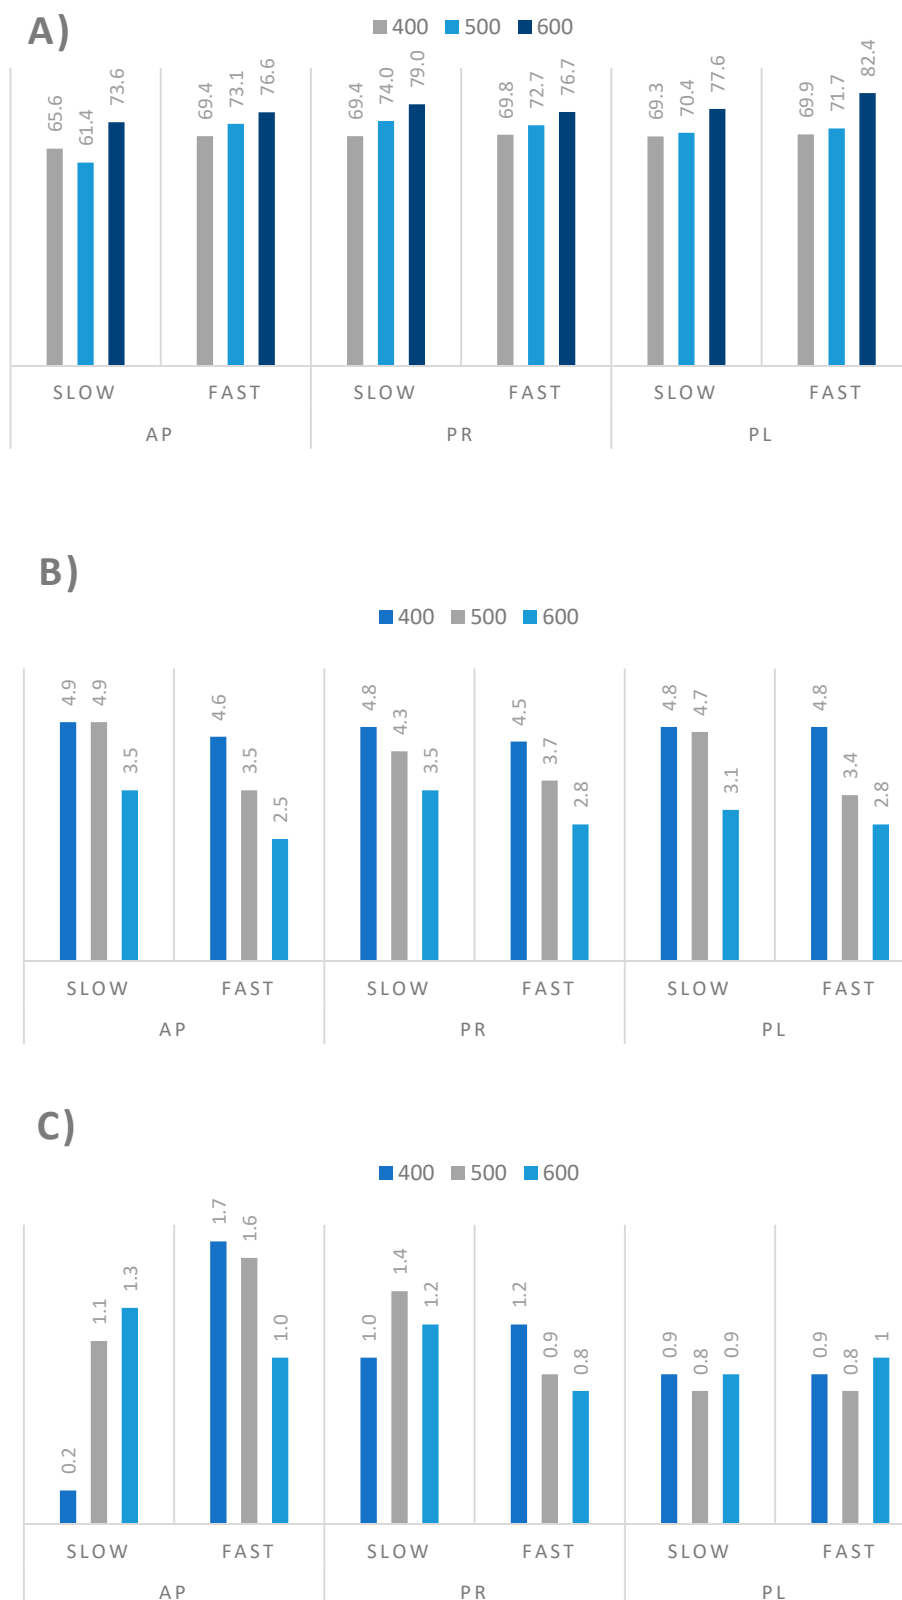 A)
400 500 600
65.6 61.4 73.6 69.4 73.1 76.6 69.4 74.0 79.0 69.8 72.7 76.7 69.3 70.4 77.6 69.9 71.7 82.4
SLOW FAST SLOW FAST SLOW FAST
AP PR PL
B)
400 500 600
4.9 4.9 3.5 4.6 3.5 2.5 4.8 4.3 3.5 4.5 3.7 2.8 4.8 4.7 3.1 4.8 3.4 2.8
SLOW FAST SLOW FAST SLOW FAST
AP PR PL
C)
400 500 600
0.2 1.1 1.3 1.7 1.6 1.0 1.0 1.4 1.2 1.2 0.9 0.8 0.9 0.8 0.9 0.9 0.8 1
SLOW FAST SLOW FAST SLOW FAST
AP PR PL